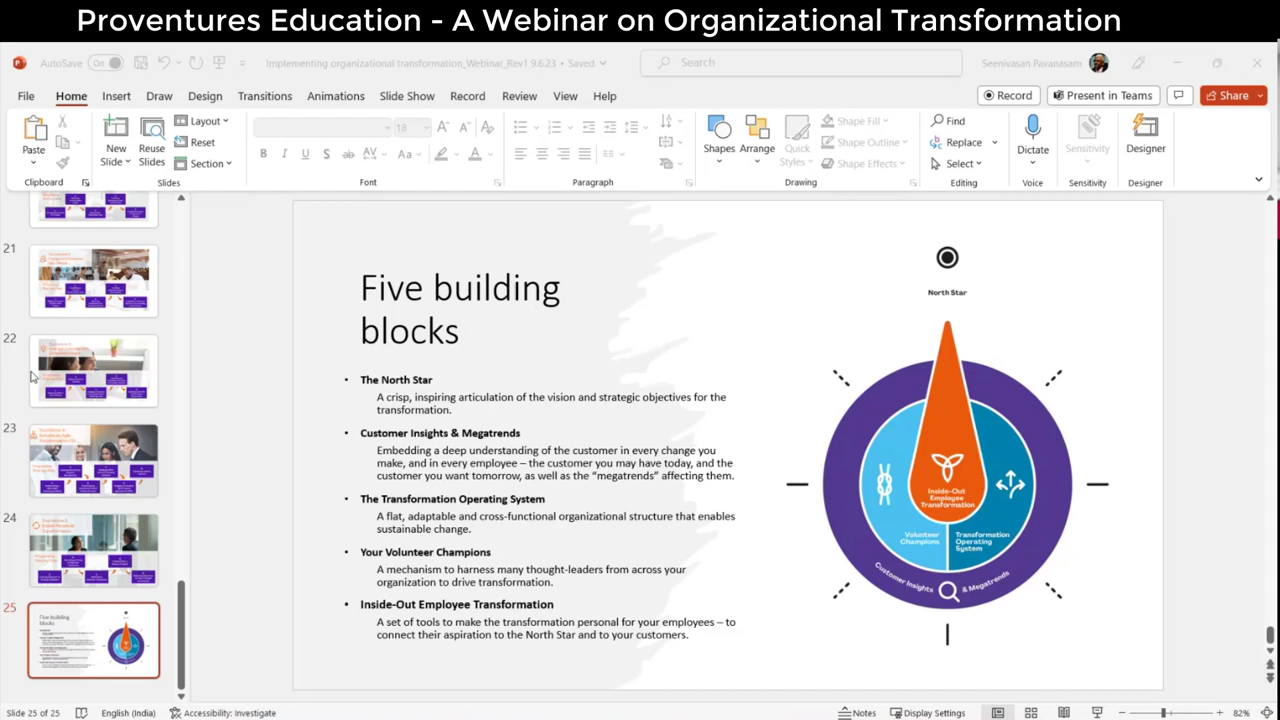 Proventures Education - A Webinar on Organizational Transformation
AutoSave On Implementing organizational transformation_Webinar_Rev1 9.6.23 • Saved Search Seenivasan Pavanasam
File Home Insert Draw Design Transitions Animations Slide Show Record Review View Help Record Present in Teams Share
Paste New Slide Reuse Slides Layout Reset Section 18 Shapes Arrange Quick Styles Shape Fill Shape Outline Shape Effects Find Replace Select Dictate Sensitivity Designer
Clipboard Slides Font Paragraph Drawing Editing Voice Sensitivity Designer
21
22
23
24
25
Five building
blocks
• The North Star
A crisp, inspiring articulation of the vision and strategic objectives for the
transformation.
• Customer Insights & Megatrends
Embedding a deep understanding of the customer in every change you
make, and in every employee – the customer you may have today, and the
customer you want tomorrow, as well as the “megatrends” affecting them.
• The Transformation Operating System
A flat, adaptable and cross-functional organizational structure that enables
sustainable change.
• Your Volunteer Champions
A mechanism to harness many thought-leaders from across your
organization to drive transformation.
• Inside-Out Employee Transformation
A set of tools to make the transformation personal for your employees – to
connect their aspiration to the North Star and to your customers.
North Star
Inside-Out
Employee
Transformation
Volunteer
Champions
Transformation
Operating
System
Customer Insights & Megatrends
Slide 25 of 25 English (India) Accessibility: Investigate Notes Display Settings 82%